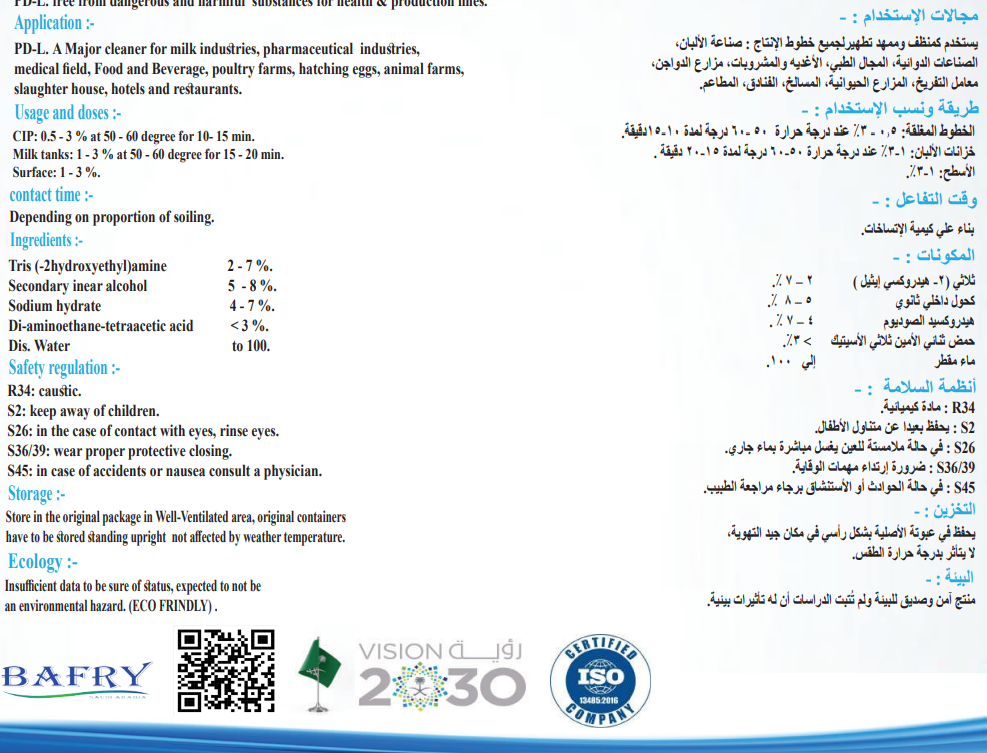 PD-L. free from dangerous and harmful substances for health & production lines.
Application :-
PD-L. A Major cleaner for milk industries, pharmaceutical industries,
medical field, Food and Beverage, poultry farms, hatching eggs, animal farms,
slaughter house, hotels and restaurants.
Usage and doses :-
CIP: 0.5 - 3 % at 50 - 60 degree for 10- 15 min.
Milk tanks: 1 - 3 % at 50 - 60 degree for 15 - 20 min.
Surface: 1 - 3 %.
contact time :-
Depending on proportion of soiling.
Ingredients :-
Tris (-2hydroxyethyl)amine 2 - 7 %.
Secondary inear alcohol 5 - 8 %.
Sodium hydrate 4 - 7 %.
Di-aminoethane-tetraacetic acid < 3 %.
Dis. Water to 100.
Safety regulation :-
R34: caustic.
S2: keep away of children.
S26: in the case of contact with eyes, rinse eyes.
S36/39: wear proper protective closing.
S45: in case of accidents or nausea consult a physician.
Storage :-
Store in the original package in Well-Ventilated area, original containers
have to be stored standing upright not affected by weather temperature.
Ecology :-
Insufficient data to be sure of status, expected to not be
an environmental hazard. (ECO FRINDLY) .
مجالات الإستخدام : -
يستخدم كمنظف وممهد تطهيرلجميع خطوط الإنتاج : صناعة الألبان،
الصناعات الدوائية، المجال الطبي، الأغديه والمشروبات، مزارع الدواجن،
معامل التفريخ، المزارع الحيوانية، المسالخ، الفنادق، المطاعم.
طريقة ونسب الإستخدام : -
الخطوط المغلقة: ٠,٥ - ٣٪ عند درجة حرارة ٥٠ -٦٠ درجة لمدة ١٠-١٥دقيقة.
خزانات الألبان: ١-٣٪ عند درجة حرارة ٥٠-٦٠ درجة لمدة ١٥-٢٠ دقيقة .
الأسطح: ١-٣٪.
وقت التفاعل : -
بناء علي كيمية الإتساخات.
المكونات : -
ثلاثي (٢- هيدروكسي إيثيل ) ٢ – ٧ ٪.
كحول داخلي ثانوي ٥ – ٨ ٪.
هيدروكسيد الصوديوم ٤ – ٧ ٪.
حمض ثنائي الأمين ثلاثي الأسيتيك > ٣٪.
ماء مقطر إلي ١٠٠.
أنظمة السلامة : -
R34 : مادة كيميائية.
S2 : يحفظ بعيدا عن متناول الأطفال.
S26 : في حالة ملامستة للعين يغسل مباشرة بماء جاري.
S36/39 : ضرورة إرتداء مهمات الوقاية.
S45 : في حالة الحوادث أو الأستنشاق برجاء مراجعة الطبيب.
التخزين : -
يحفظ في عبوتة الأصلية بشكل رأسي في مكان جيد التهوية،
لا يتأثر بدرجة حرارة الطقس.
البيئة : -
منتج آمن وصديق للبيئة ولم تُثبت الدراسات أن له تأثيرات بيئية.
BAFRY
SAUDI ARABIA
VISION رؤيـــة
2030
CERTIFIED
ISO
13485:2016
COMPANY